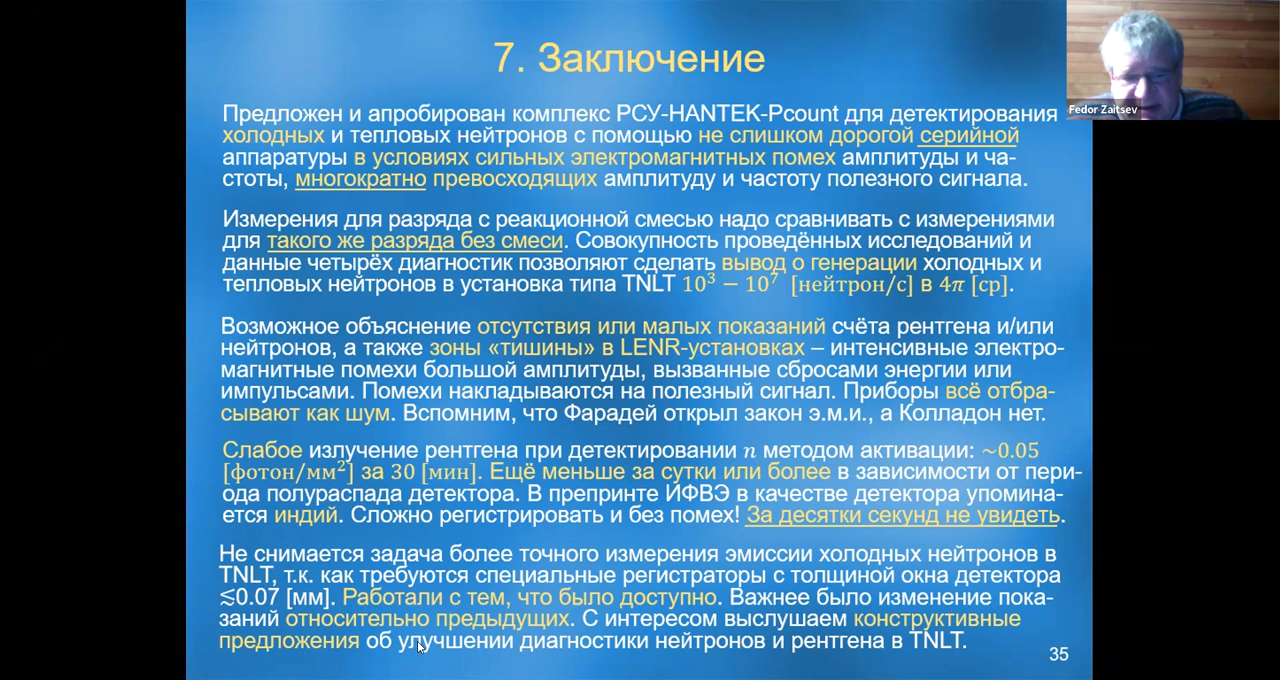 7. Заключение
Fedor Zaitsev
Предложен и апробирован комплекс РСУ-HANTEK-Pcount для детектирования
холодных и тепловых нейтронов с помощью не слишком дорогой серийной
аппаратуры в условиях сильных электромагнитных помех амплитуды и ча-
стоты, многократно превосходящих амплитуду и частоту полезного сигнала.
Измерения для разряда с реакционной смесью надо сравнивать с измерениями
для такого же разряда без смеси. Совокупность проведённых исследований и
данные четырёх диагностик позволяют сделать вывод о генерации холодных и
тепловых нейтронов в установка типа TNLT 10³ − 10⁷ [нейтрон/с] в 4π [ср].
Возможное объяснение отсутствия или малых показаний счёта рентгена и/или
нейтронов, а также зоны «тишины» в LENR-установках – интенсивные электро-
магнитные помехи большой амплитуды, вызванные сбросами энергии или
импульсами. Помехи накладываются на полезный сигнал. Приборы всё отбра-
сывают как шум. Вспомним, что Фарадей открыл закон э.м.и., а Колладон нет.
Слабое излучение рентгена при детектировании n методом активации: ~0.05
[фотон/мм²] за 30 [мин]. Ещё меньше за сутки или более в зависимости от пери-
ода полураспада детектора. В препринте ИФВЭ в качестве детектора упомина-
ется индий. Сложно регистрировать и без помех! За десятки секунд не увидеть.
Не снимается задача более точного измерения эмиссии холодных нейтронов в
TNLT, т.к. как требуются специальные регистраторы с толщиной окна детектора
≲0.07 [мм]. Работали с тем, что было доступно. Важнее было изменение пока-
заний относительно предыдущих. С интересом выслушаем конструктивные
предложения об улучшении диагностики нейтронов и рентгена в TNLT.
35